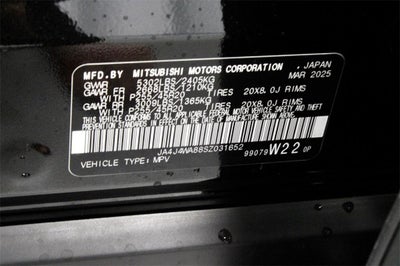 MFD.BY MITSUBISHI MOTORS CORPORATION, JAPAN
GVWR 5302LBS/2405KG MAR 2025
GAWR FR 2668LBS/1210KG
WITH P255/45R20 TIRES 20X8.0J RIMS
GAWR RR 3009LBS/1365KG
WITH P255/45R20 TIRES 20X8.0J RIMS
THIS VEHICLE CONFORMS TO ALL APPLICABLE FEDERAL MOTOR VEHICLE SAFETY AND THEFT
PREVENTION STANDARDS IN EFFECT ON THE DATE OF MANUFACTURE SHOWN ABOVE.
JA4J4WA88SZ031652
VEHICLE TYPE: MPV 99079 W22 0P